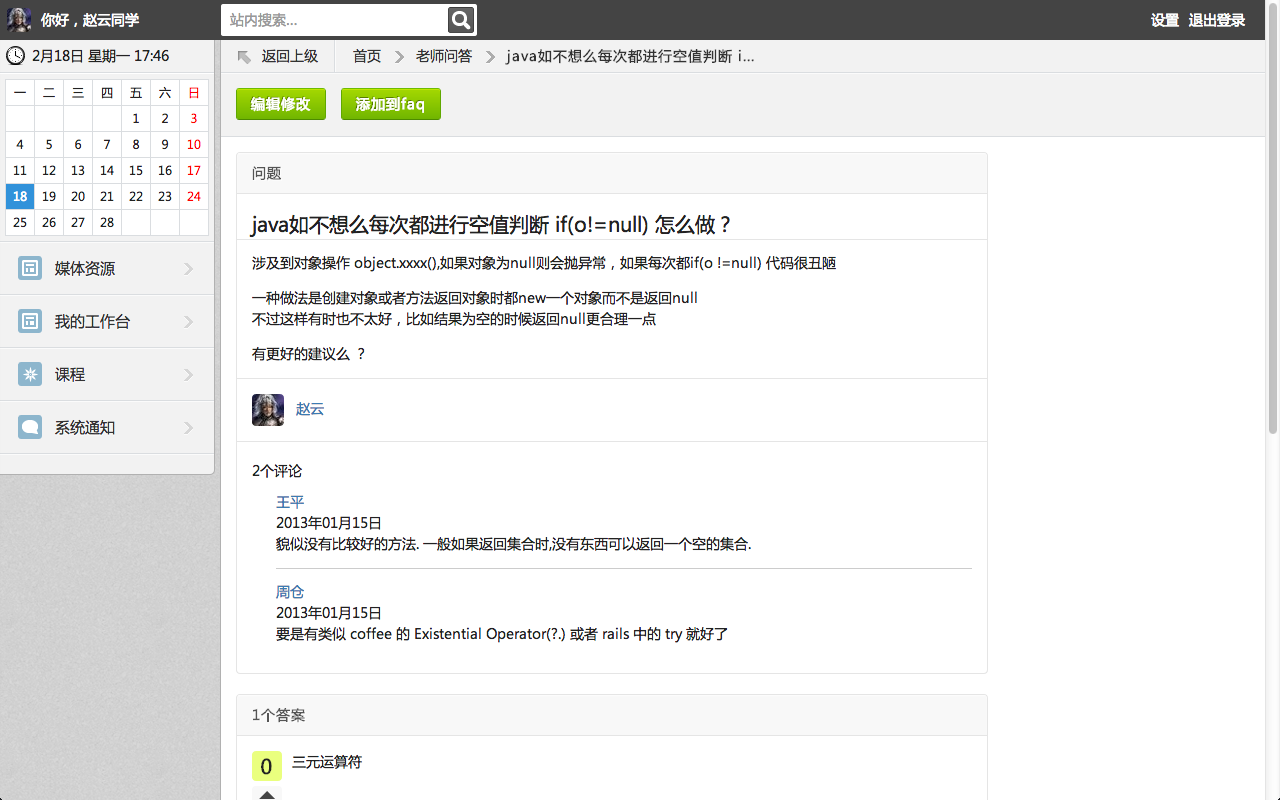 你好，赵云同学
站内搜索...
设置 退出登录
2月18日 星期一 17:46
返回上级 首页 老师问答 java如不想么每次都进行空值判断 i...
一 二 三 四 五 六 日
1 2 3
4 5 6 7 8 9 10
11 12 13 14 15 16 17
18 19 20 21 22 23 24
25 26 27 28
媒体资源
我的工作台
课程
系统通知
编辑修改 添加到faq
问题
java如不想么每次都进行空值判断 if(o!=null) 怎么做？
涉及到对象操作 object.xxxx(),如果对象为null则会抛异常，如果每次都if(o !=null) 代码很丑陋
一种做法是创建对象或者方法返回对象时都new一个对象而不是返回null
不过这样有时也不太好，比如结果为空的时候返回null更合理一点
有更好的建议么 ？
赵云
2个评论
王平
2013年01月15日
貌似没有比较好的方法. 一般如果返回集合时,没有东西可以返回一个空的集合.
周仓
2013年01月15日
要是有类似 coffee 的 Existential Operator(?.) 或者 rails 中的 try 就好了
1个答案
0 三元运算符